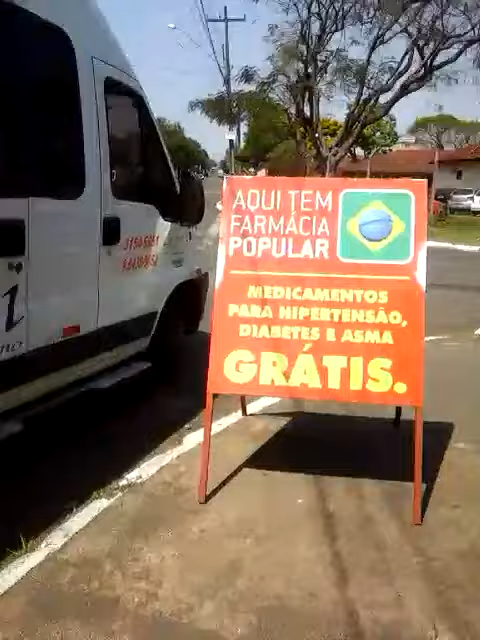 AQUI TEM
FARMÁCIA
POPULAR
MEDICAMENTOS
PARA HIPERTENSÃO,
DIABETES E ASMA
GRÁTIS.